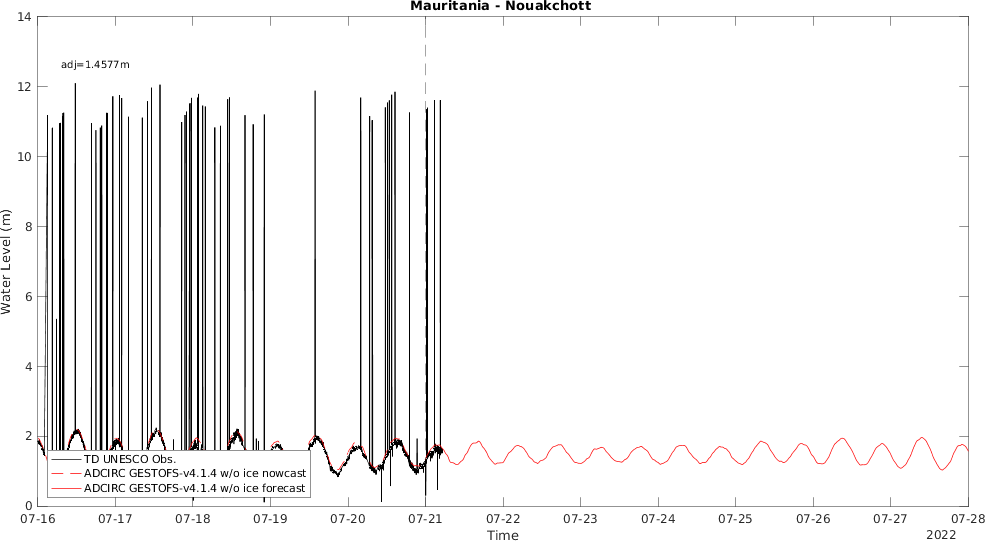 Mauritania - Nouakchott
14
adj=1.4577m
12
10
8
6
4
2
0
Water Level (m)
TD UNESCO Obs.
ADCIRC GESTOFS-v4.1.4 w/o ice nowcast
ADCIRC GESTOFS-v4.1.4 w/o ice forecast
07-16 07-17 07-18 07-19 07-20 07-21 07-22 07-23 07-24 07-25 07-26 07-27 07-28
Time
2022